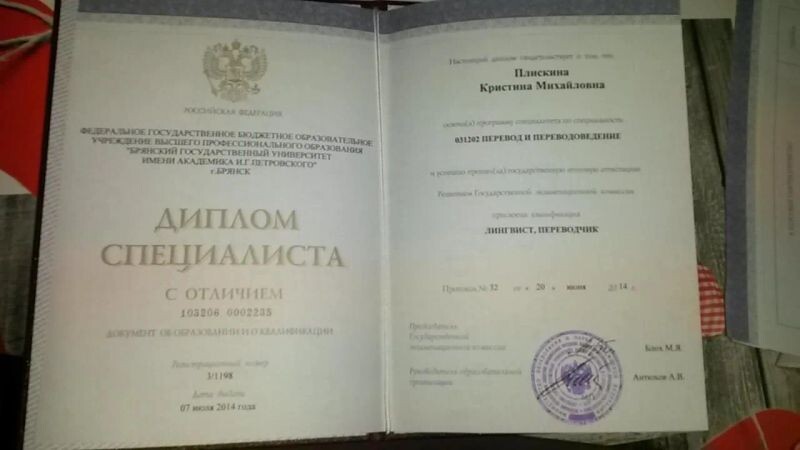 РОССИЙСКАЯ ФЕДЕРАЦИЯ
ФЕДЕРАЛЬНОЕ ГОСУДАРСТВЕННОЕ БЮДЖЕТНОЕ ОБРАЗОВАТЕЛЬНОЕ
УЧРЕЖДЕНИЕ ВЫСШЕГО ПРОФЕССИОНАЛЬНОГО ОБРАЗОВАНИЯ
"БРЯНСКИЙ ГОСУДАРСТВЕННЫЙ УНИВЕРСИТЕТ
ИМЕНИ АКАДЕМИКА И.Г.ПЕТРОВСКОГО"
г.БРЯНСК
ДИПЛОМ
СПЕЦИАЛИСТА
С ОТЛИЧИЕМ
103206 0002235
ДОКУМЕНТ ОБ ОБРАЗОВАНИИ И О КВАЛИФИКАЦИИ
Регистрационный номер
3/1198
Дата выдачи
07 июля 2014 года
Настоящий диплом свидетельствует о том, что
Плискина
Кристина Михайловна
освоил(а) программу специалитета по специальности
031202 ПЕРЕВОД И ПЕРЕВОДОВЕДЕНИЕ
и успешно прошел(ла) государственную итоговую аттестацию
Решением Государственной экзаменационной комиссии
присвоена квалификация
ЛИНГВИСТ, ПЕРЕВОДЧИК
Протокол № 32 от « 20 » июня 2014 г.
Председатель
Государственной
экзаменационной комиссии
Блох М.Я.
Руководитель образовательной
организации
Антюхов А.В.